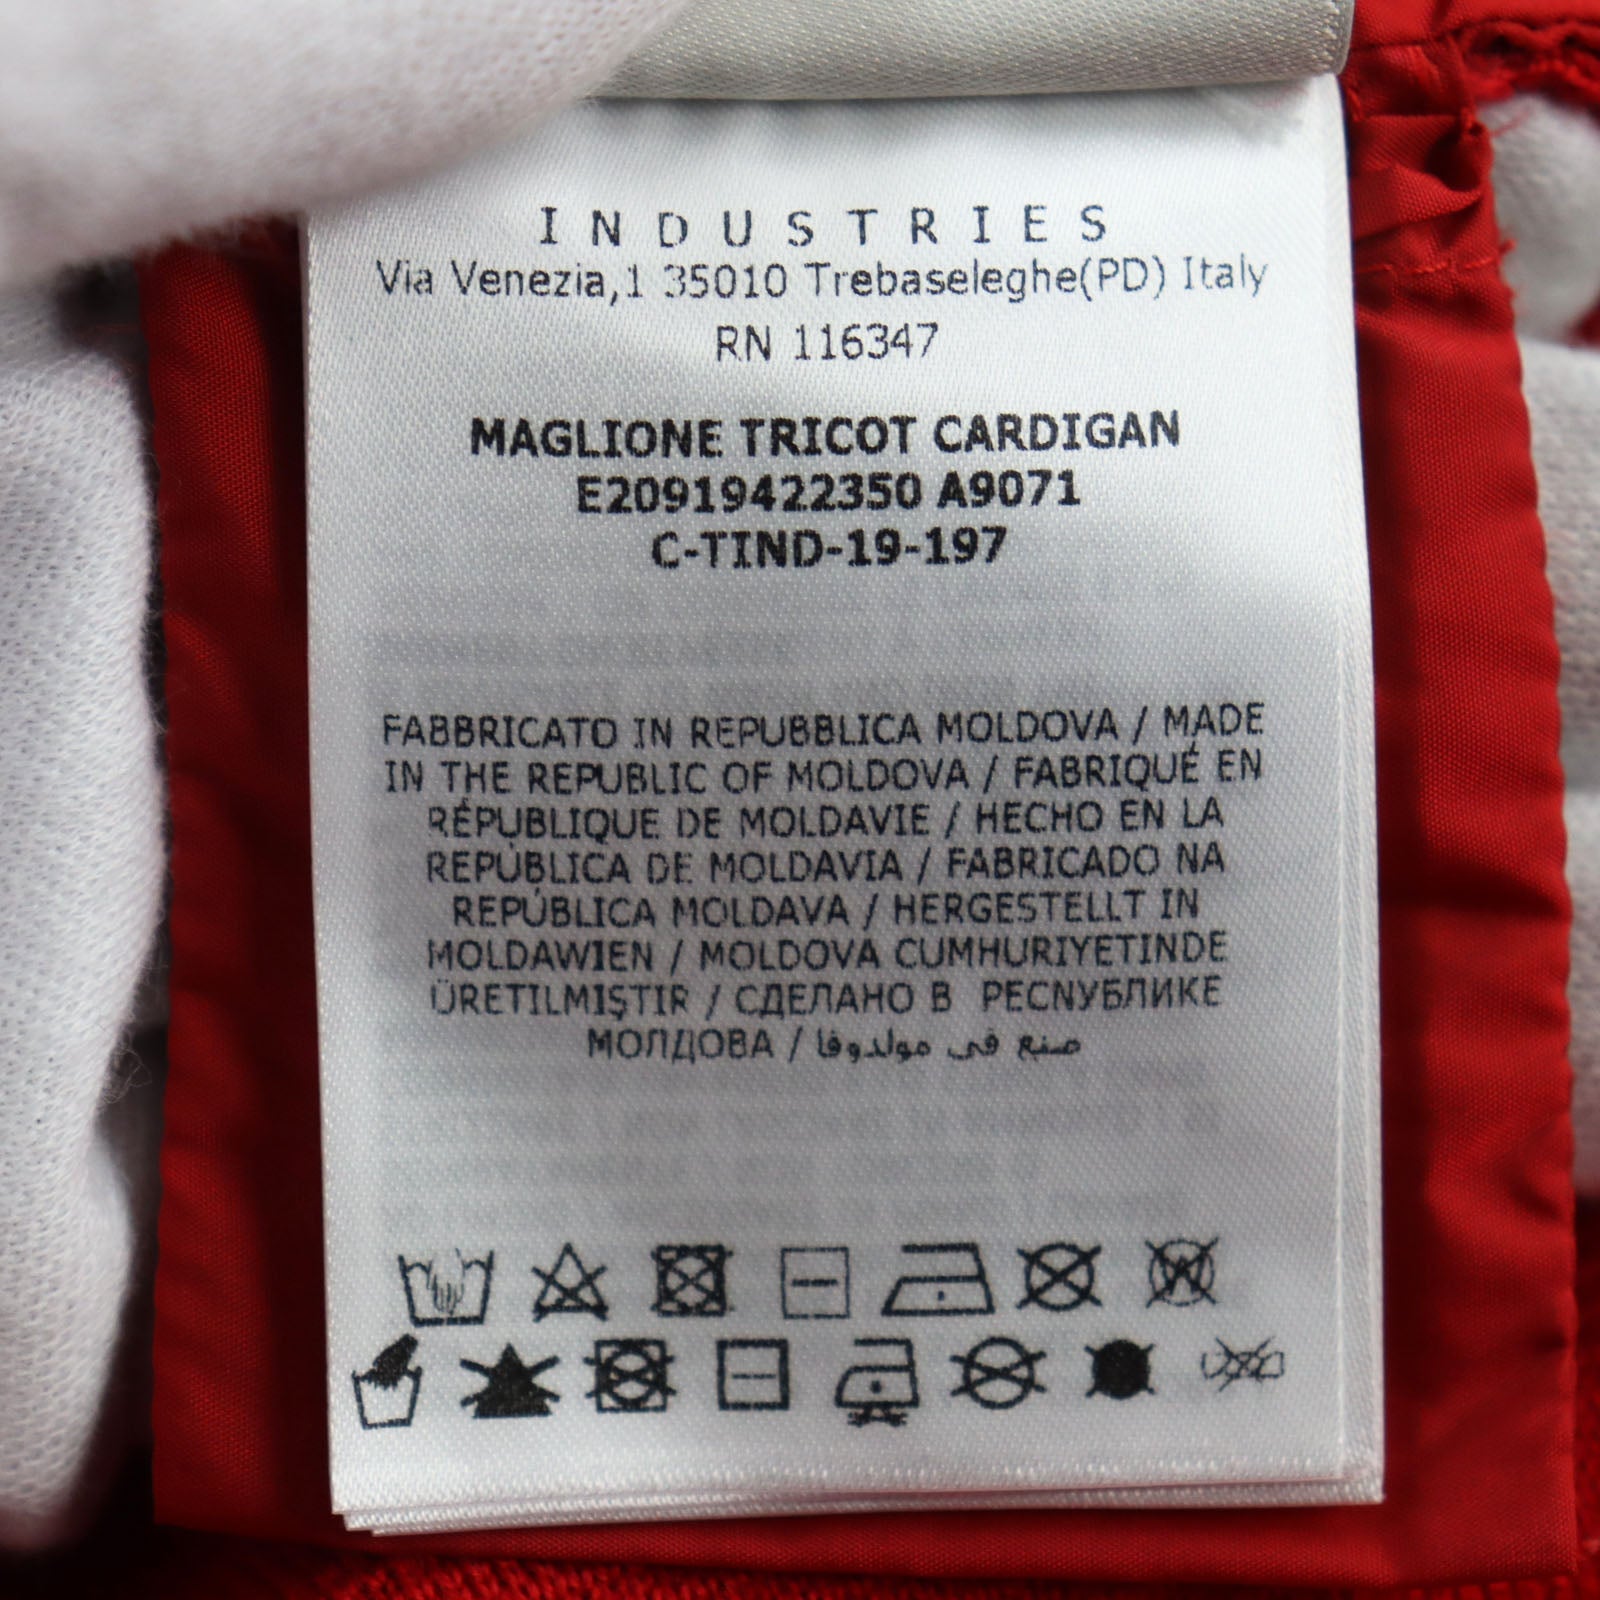 INDUSTRIES
Via Venezia,1 35010 Trebaseleghe(PD) Italy
RN 116347
MAGLIONE TRICOT CARDIGAN
E20919422350 A9071
C-TIND-19-197
FABBRICATO IN REPUBBLICA MOLDOVA / MADE
IN THE REPUBLIC OF MOLDOVA / FABRIQUÉ EN
RÉPUBLIQUE DE MOLDAVIE / HECHO EN LA
REPÚBLICA DE MOLDAVIA / FABRICADO NA
REPÚBLICA MOLDAVA / HERGESTELLT IN
MOLDAWIEN / MOLDOVA CUMHURIYETINDE
ÜRETILMIŞTIR / СДЕЛАНО В РЕСПУБЛИКЕ
МОЛДОВА / صنع في مولدوفا